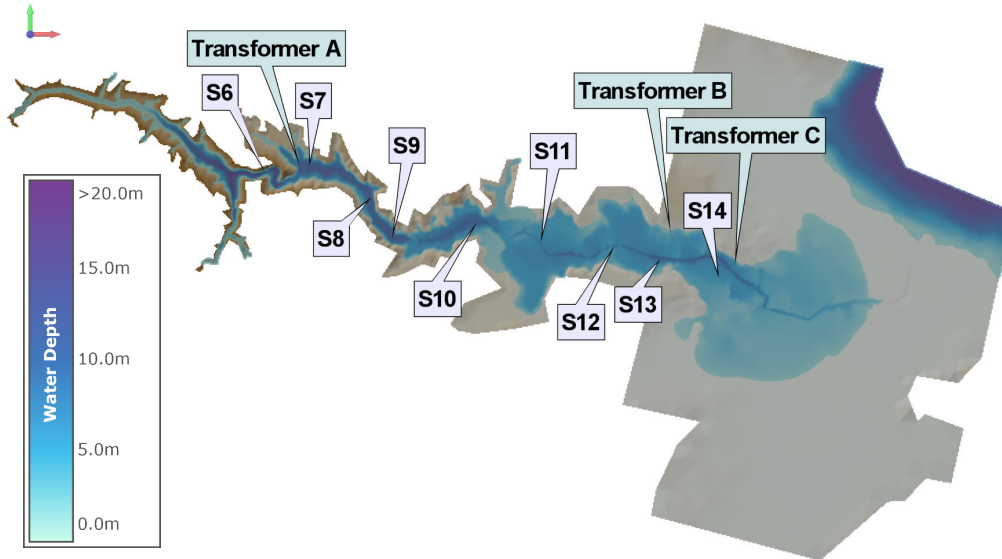 Transformer A
S6
S7
S9
S8
S10
S11
Transformer B
Transformer C
S14
S12
S13
>20.0m
15.0m
10.0m
5.0m
0.0m
Water Depth